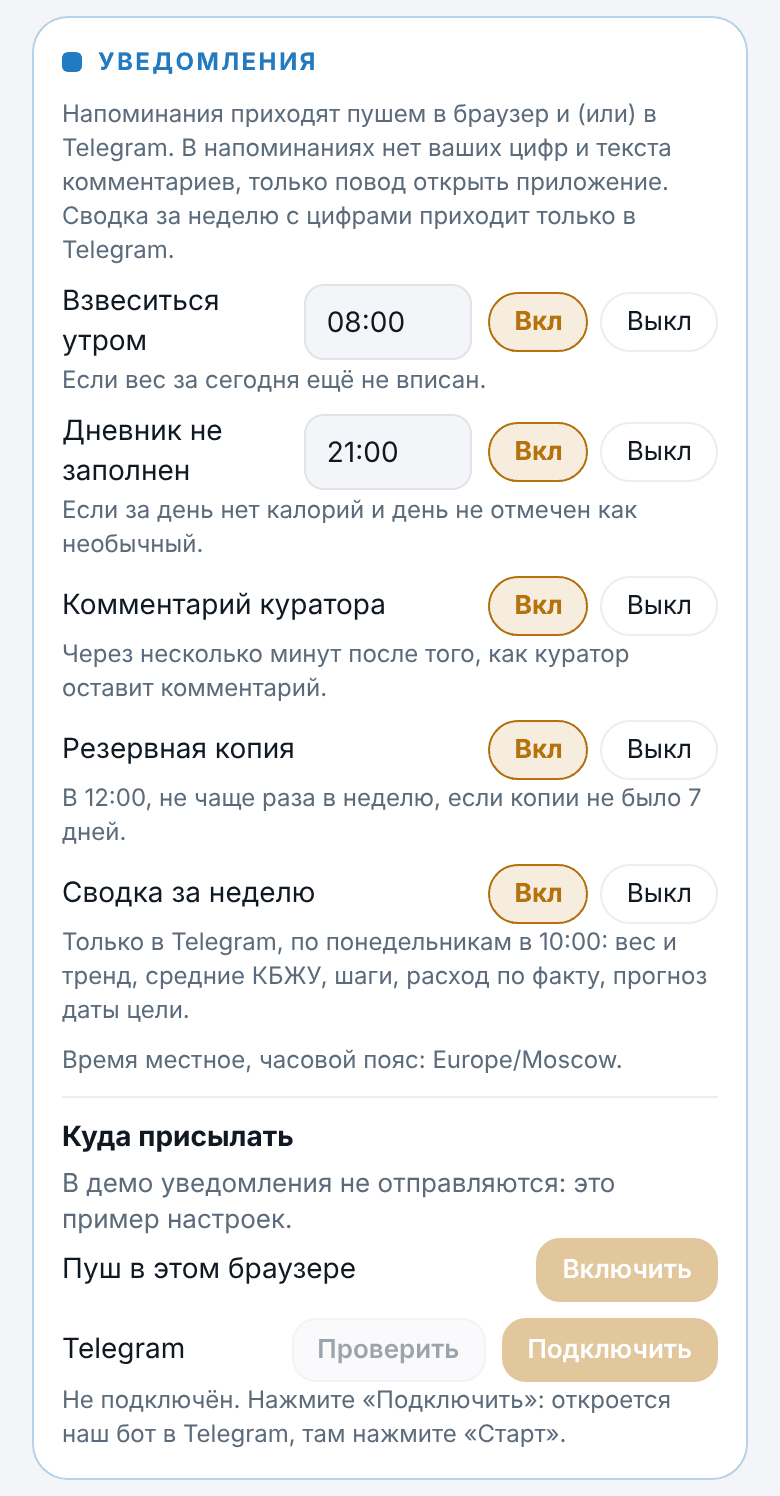 УВЕДОМЛЕНИЯ
Напоминания приходят пушем в браузер и (или) в
Telegram. В напоминаниях нет ваших цифр и текста
комментариев, только повод открыть приложение.
Сводка за неделю с цифрами приходит только в
Telegram.
Взвеситься
утром
08:00 Вкл Выкл
Если вес за сегодня ещё не вписан.
Дневник не
заполнен
21:00 Вкл Выкл
Если за день нет калорий и день не отмечен как
необычный.
Комментарий куратора Вкл Выкл
Через несколько минут после того, как куратор
оставит комментарий.
Резервная копия Вкл Выкл
В 12:00, не чаще раза в неделю, если копии не было 7
дней.
Сводка за неделю Вкл Выкл
Только в Telegram, по понедельникам в 10:00: вес и
тренд, средние КБЖУ, шаги, расход по факту, прогноз
даты цели.
Время местное, часовой пояс: Europe/Moscow.
Куда присылать
В демо уведомления не отправляются: это
пример настроек.
Пуш в этом браузере Включить
Telegram Проверить Подключить
Не подключён. Нажмите «Подключить»: откроется
наш бот в Telegram, там нажмите «Старт».